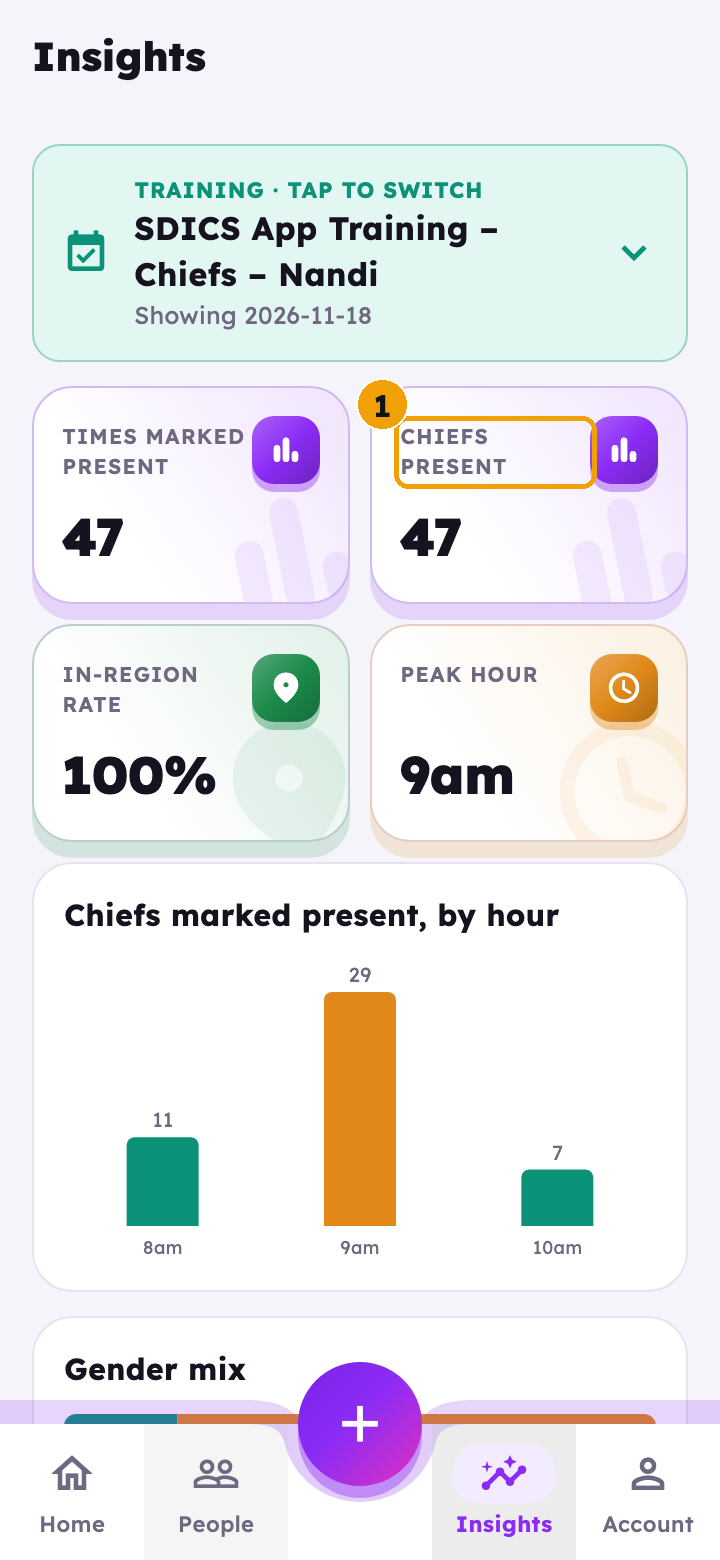 Insights
TRAINING · TAP TO SWITCH
SDICS App Training –
Chiefs – Nandi
Showing 2026-11-18
TIMES MARKED
PRESENT
47
1
CHIEFS
PRESENT
47
IN-REGION
RATE
100%
PEAK HOUR
9am
Chiefs marked present, by hour
29
11
7
8am 9am 10am
Gender mix
Home People Insights Account